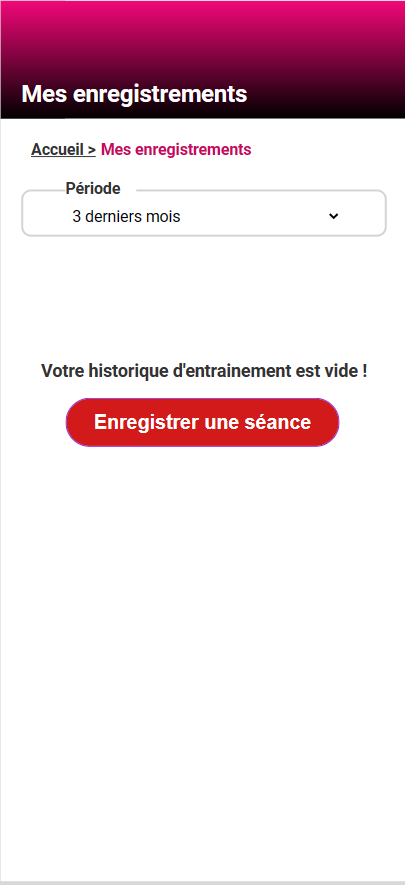 Mes enregistrements
Accueil > Mes enregistrements
Période
3 derniers mois
Votre historique d'entrainement est vide !
Enregistrer une séance